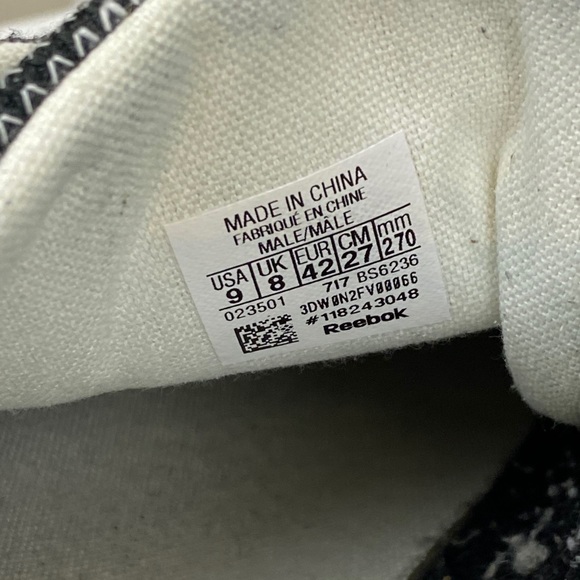 MADE IN CHINA
FABRIQUÉ EN CHINE
MALE/MÂLE
USA UK EUR CM mm
9 8 42 27 270
023501 717 BS6236
3DW0N2FV00066
#118243048
Reebok